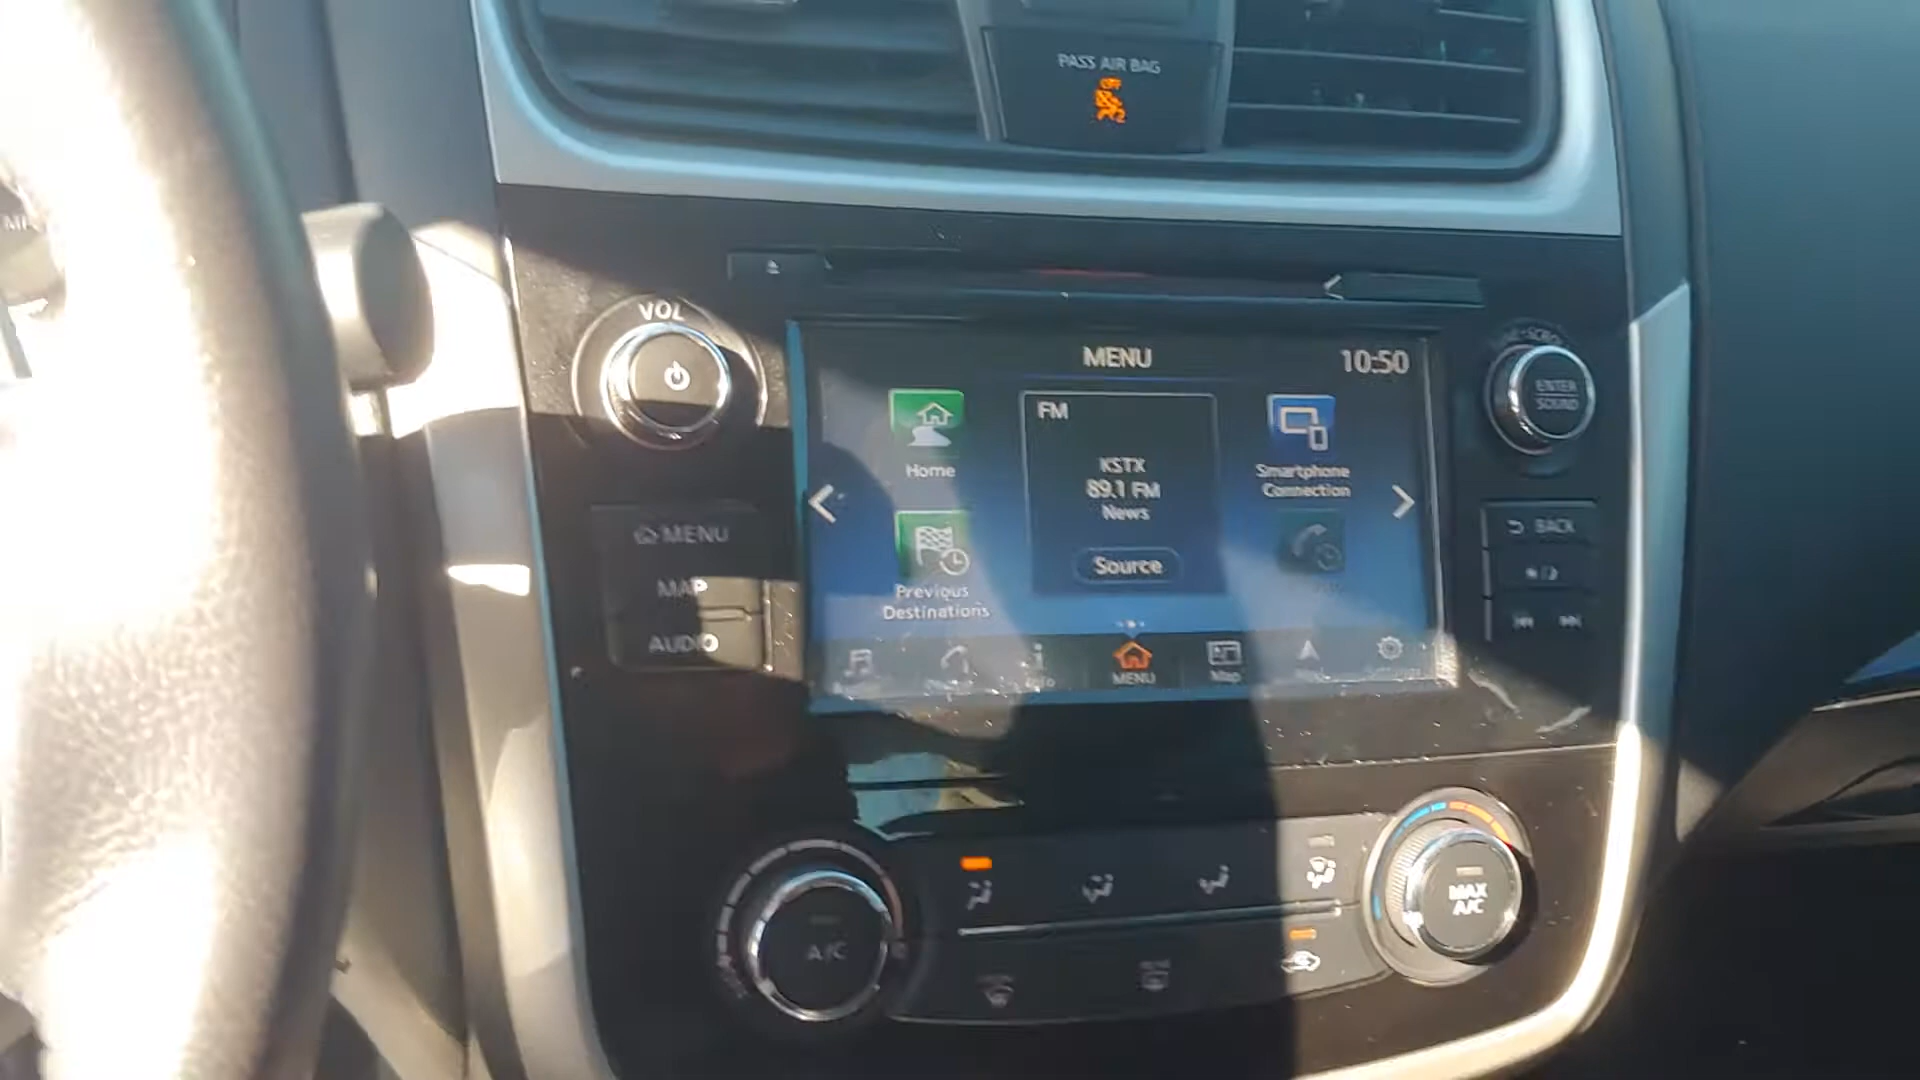 PASS AIR BAG
OFF
2
VOL
MENU
10:50
ENTER
SOUND
FM
Home
KSTX
89.1 FM
News
Smartphone
Connection
Source
Previous
Destinations
MENU
MAP
AUDIO
BACK
MENU
Map
MAX
A/C
A/C